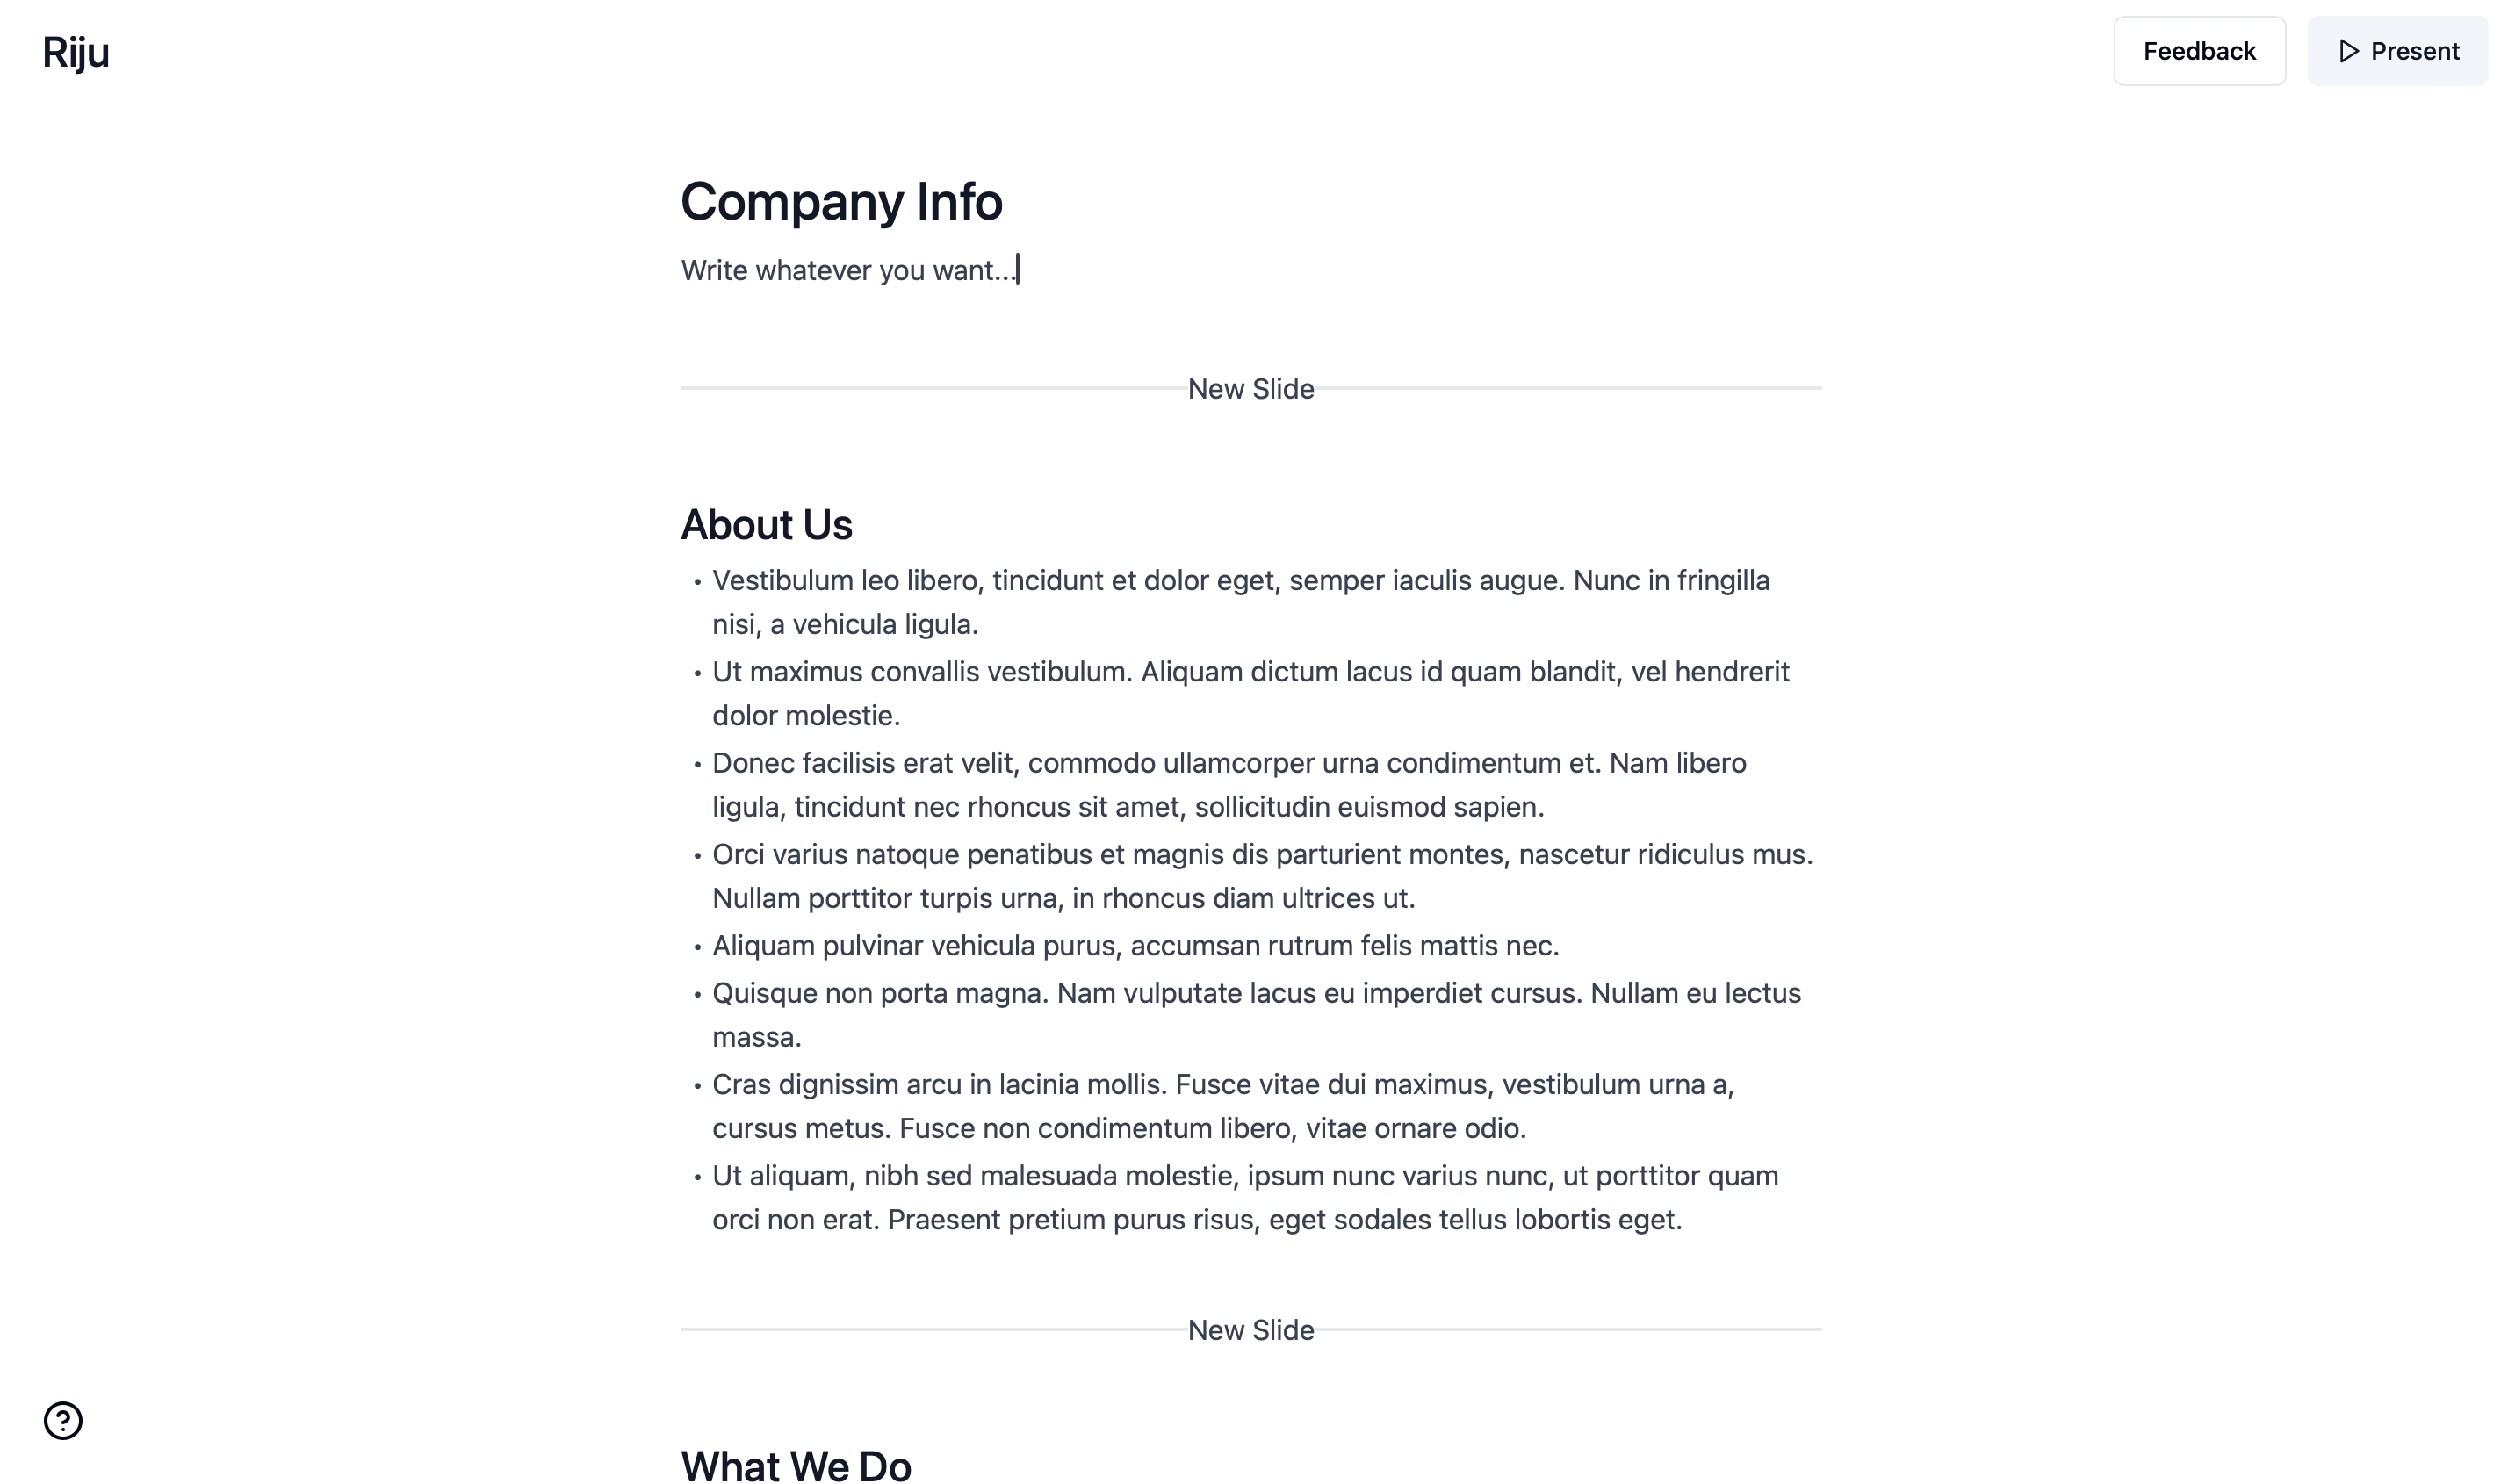 Riju
Feedback
Present
Company Info
Write whatever you want...
New Slide
About Us
• Vestibulum leo libero, tincidunt et dolor eget, semper iaculis augue. Nunc in fringilla
nisi, a vehicula ligula.
• Ut maximus convallis vestibulum. Aliquam dictum lacus id quam blandit, vel hendrerit
dolor molestie.
• Donec facilisis erat velit, commodo ullamcorper urna condimentum et. Nam libero
ligula, tincidunt nec rhoncus sit amet, sollicitudin euismod sapien.
• Orci varius natoque penatibus et magnis dis parturient montes, nascetur ridiculus mus.
Nullam porttitor turpis urna, in rhoncus diam ultrices ut.
• Aliquam pulvinar vehicula purus, accumsan rutrum felis mattis nec.
• Quisque non porta magna. Nam vulputate lacus eu imperdiet cursus. Nullam eu lectus
massa.
• Cras dignissim arcu in lacinia mollis. Fusce vitae dui maximus, vestibulum urna a,
cursus metus. Fusce non condimentum libero, vitae ornare odio.
• Ut aliquam, nibh sed malesuada molestie, ipsum nunc varius nunc, ut porttitor quam
orci non erat. Praesent pretium purus risus, eget sodales tellus lobortis eget.
New Slide
?
What We Do